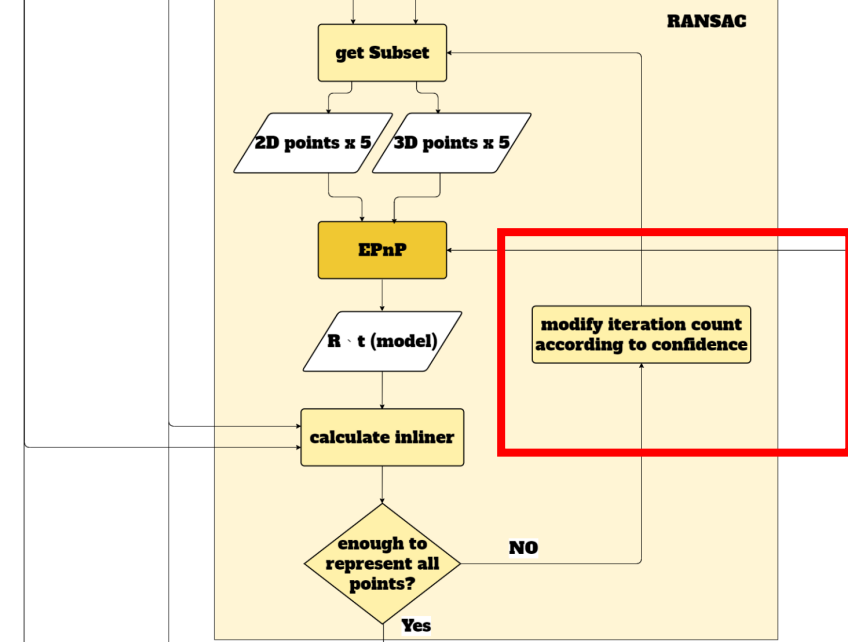 RANSAC
get Subset
2D points x 5
3D points x 5
EPnP
R、t (model)
modify iteration count
according to confidence
calculate inliner
enough to
represent all
points?
NO
Yes